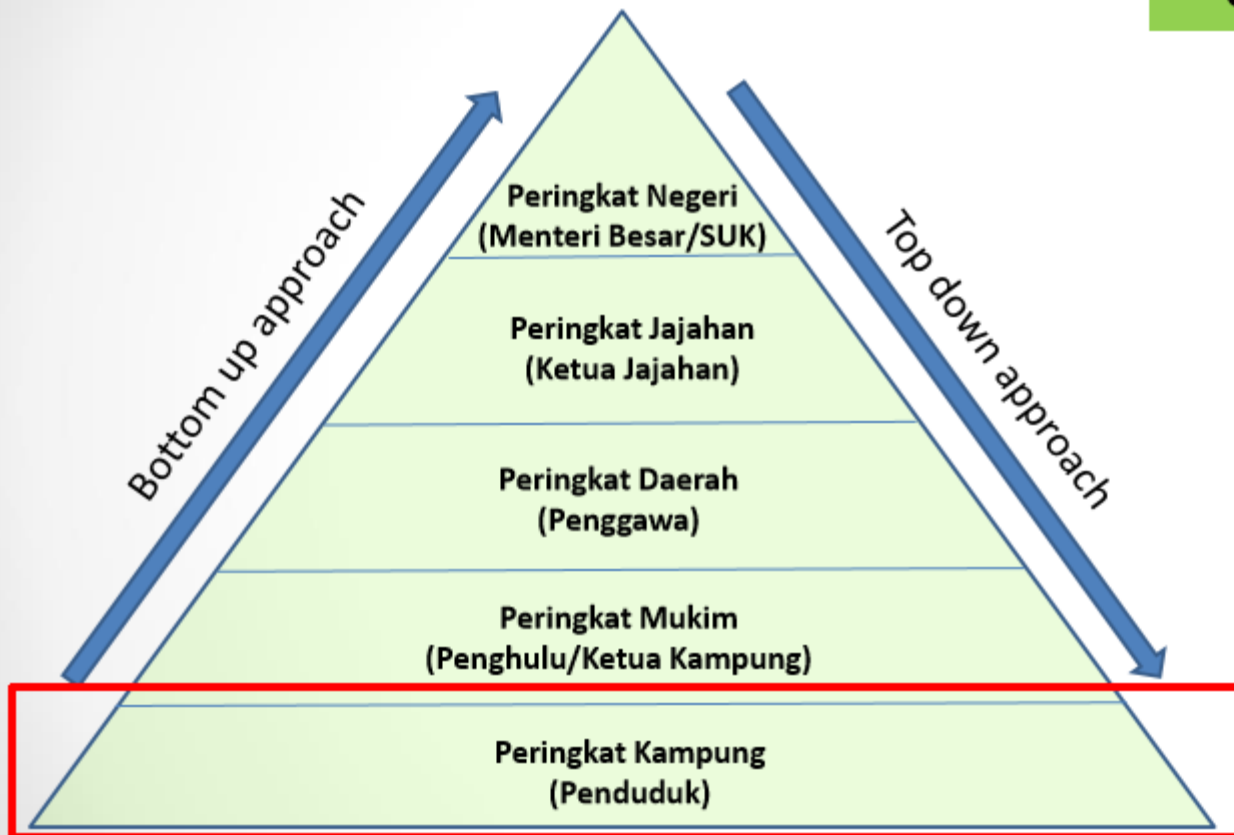 Bottom up approach
Top down approach
Peringkat Negeri
(Menteri Besar/SUK)
Peringkat Jajahan
(Ketua Jajahan)
Peringkat Daerah
(Penggawa)
Peringkat Mukim
(Penghulu/Ketua Kampung)
Peringkat Kampung
(Penduduk)